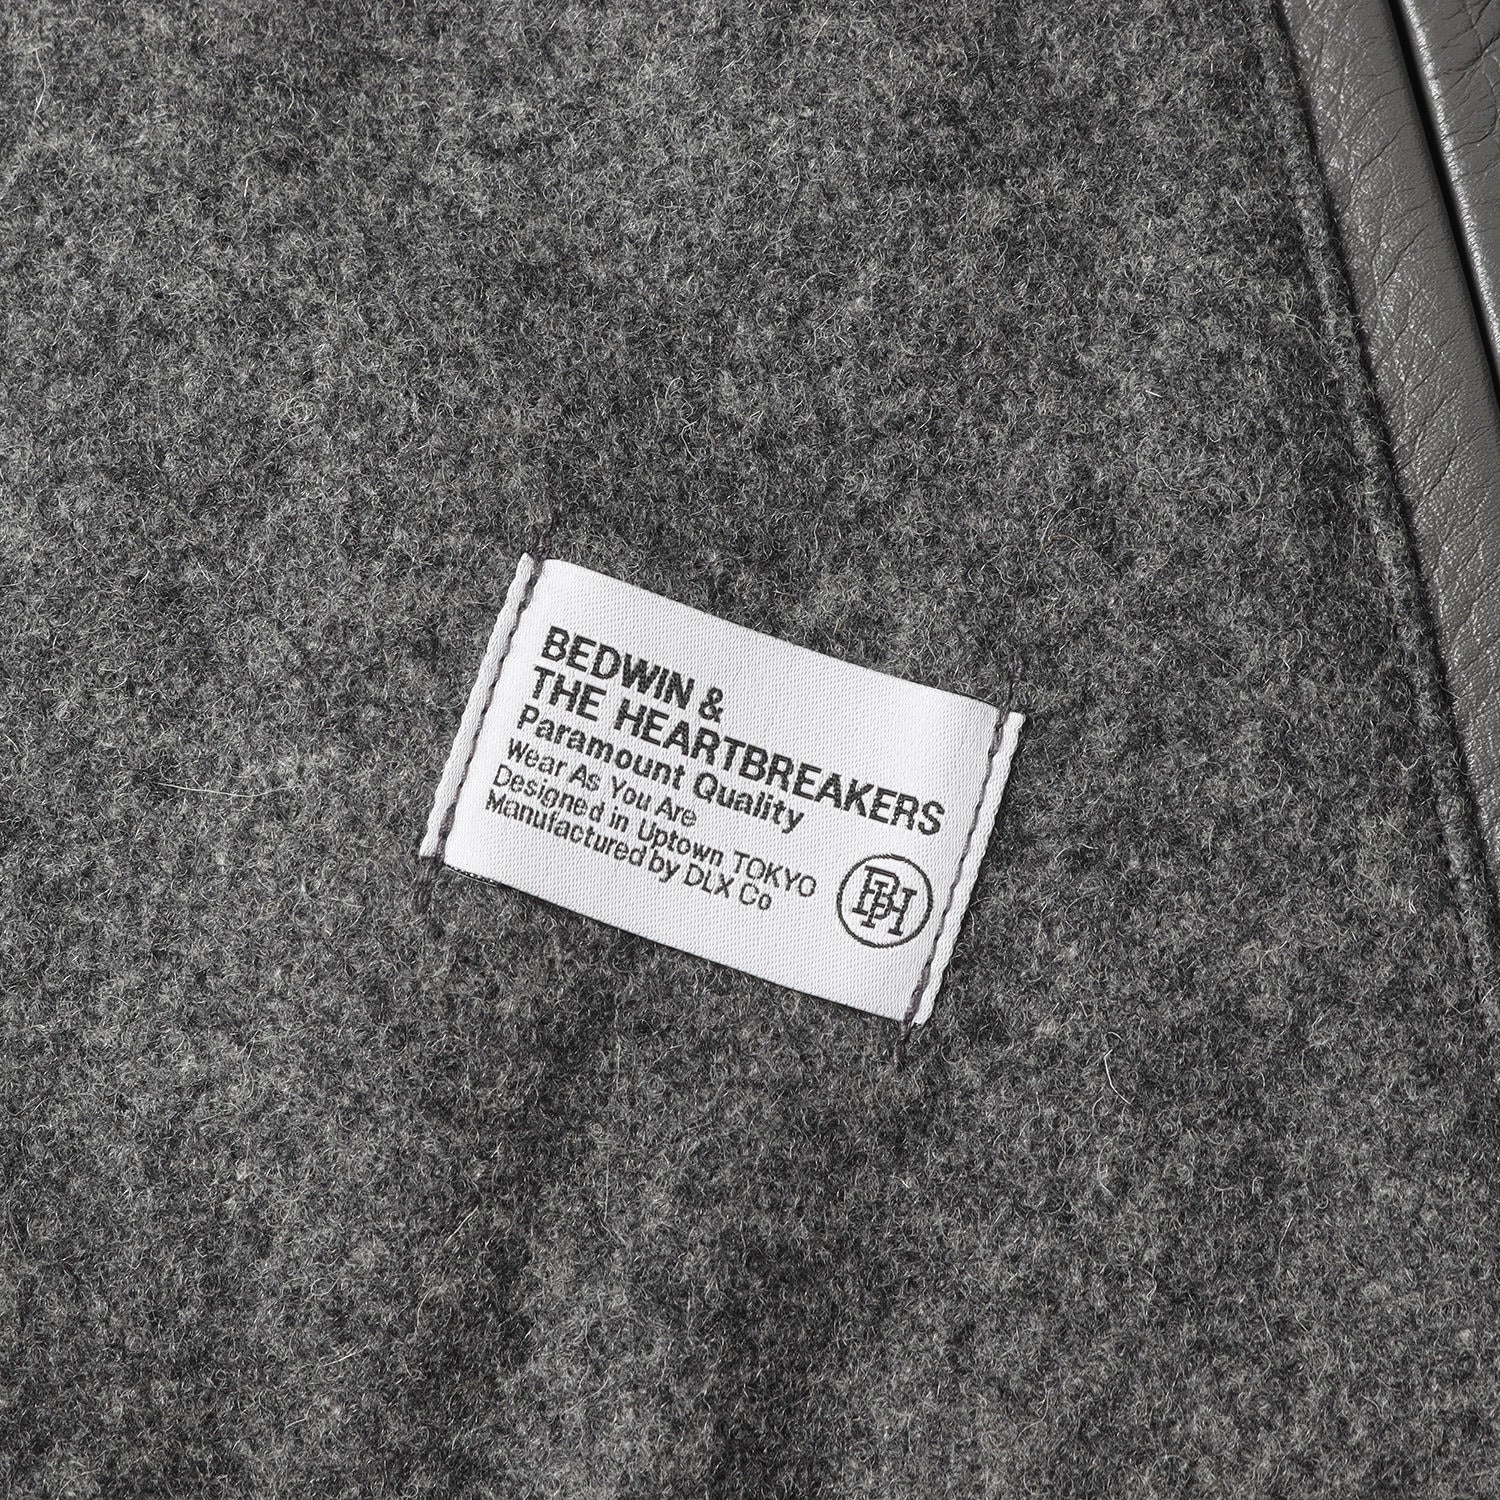 BEDWIN &
THE HEARTBREAKERS
Paramount Quality
Wear As You Are
Designed in Uptown TOKYO
Manufactured by DLX Co
BH